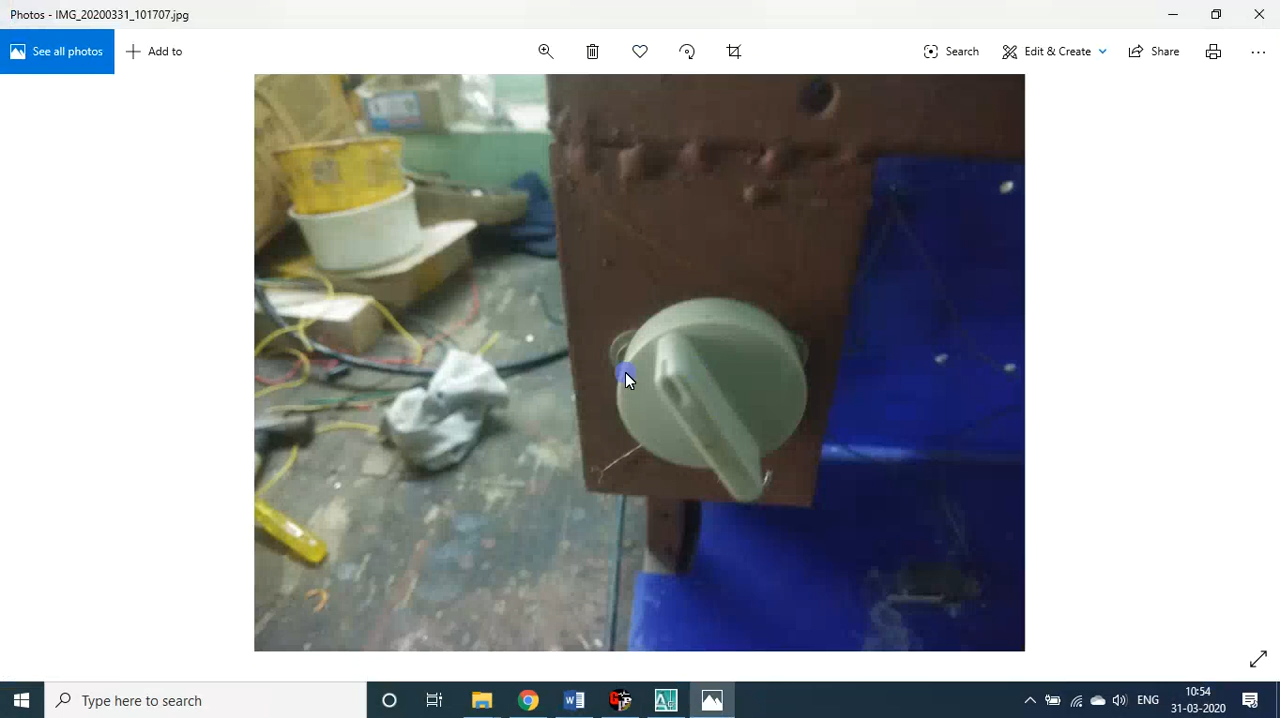 Photos - IMG_20200331_101707.jpg
See all photos
Add to
Search
Edit & Create
Share
Type here to search
ENG
10:54
31-03-2020